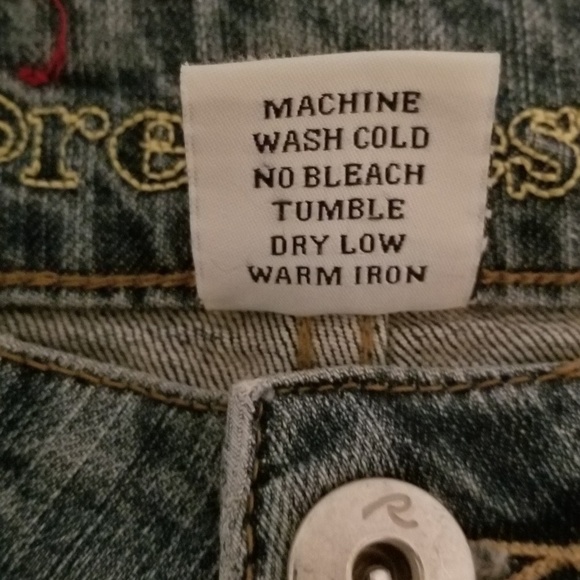 MACHINE
WASH COLD
NO BLEACH
TUMBLE
DRY LOW
WARM IRON
R